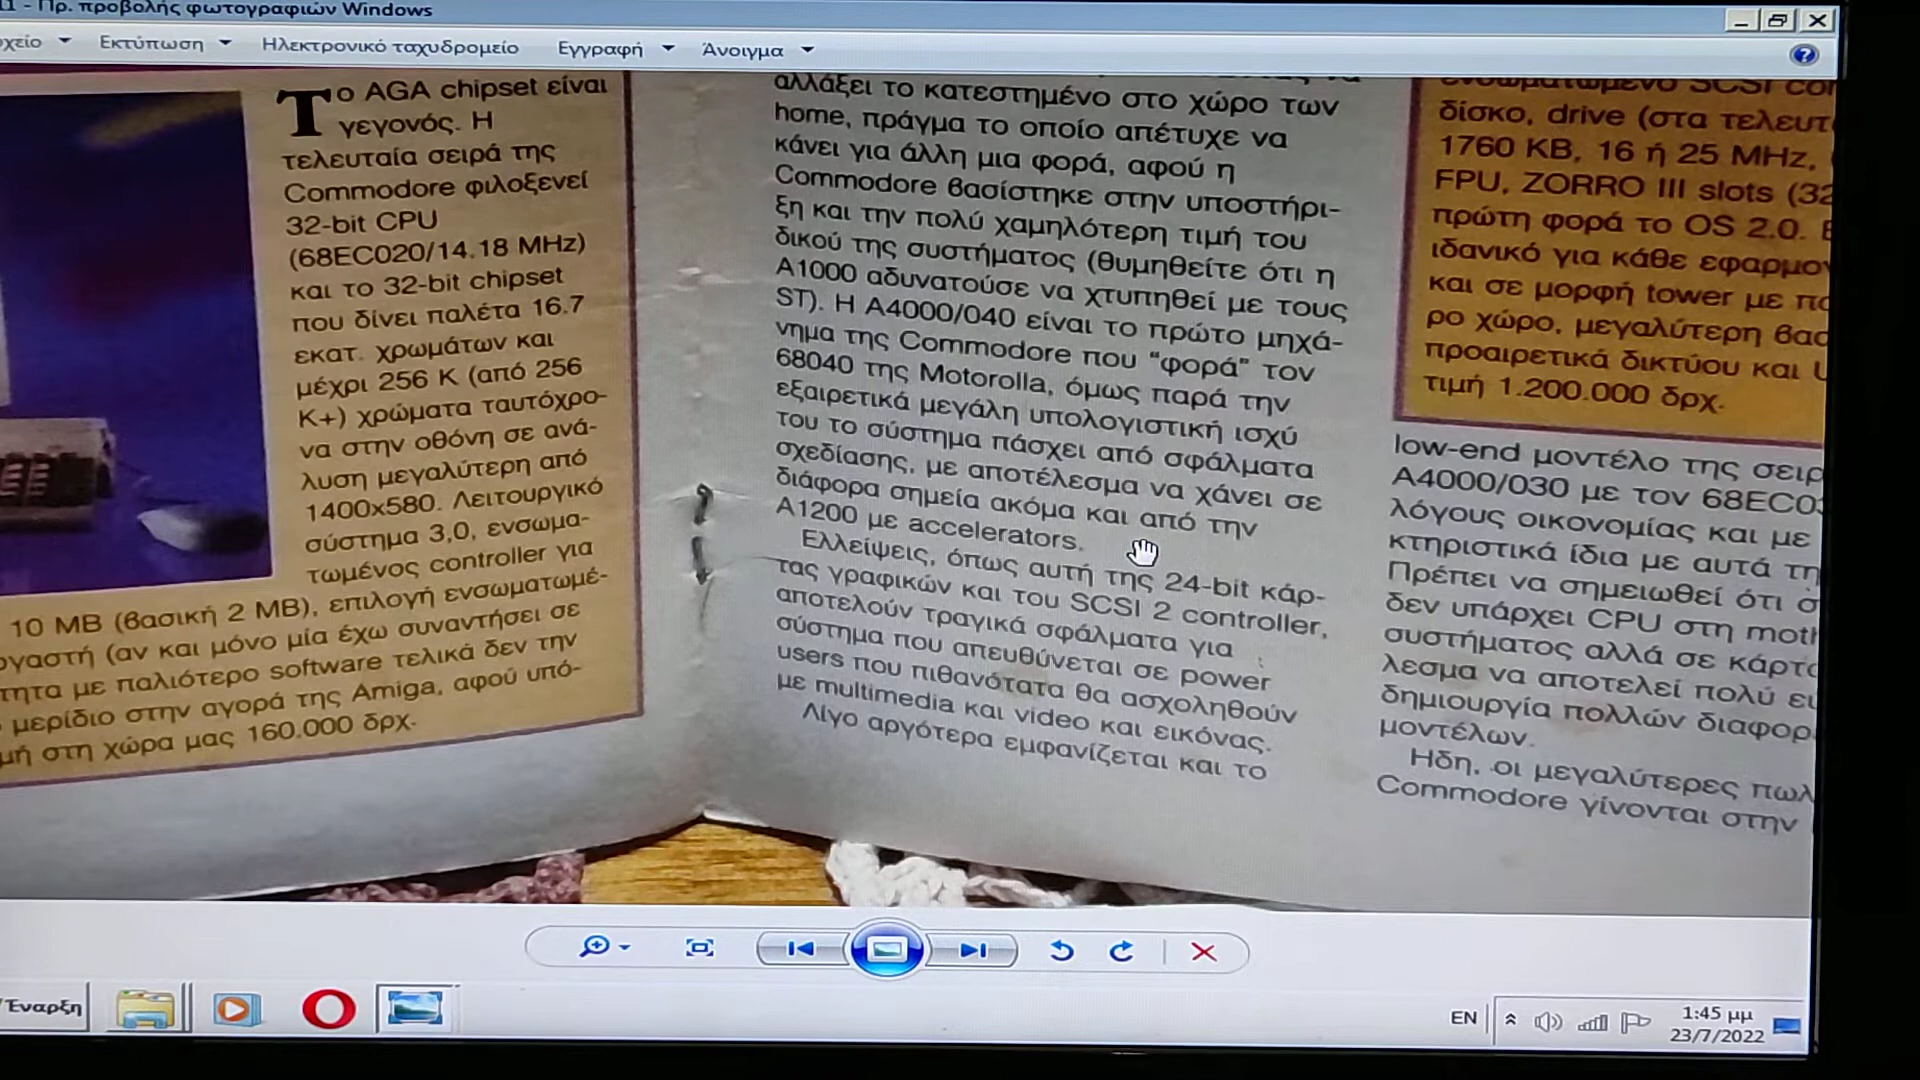 11 - Πρ. προβολής φωτογραφιών Windows
Εκτύπωση
Ηλεκτρονικό ταχυδρομείο
Εγγραφή
Άνοιγμα
Το AGA chipset είναι
γεγονός. Η
τελευταία σειρά της
Commodore φιλοξενεί
32-bit CPU
(68EC020/14.18 MHz)
και το 32-bit chipset
που δίνει παλέτα 16.7
εκατ. χρωμάτων και
μέχρι 256 Κ (από 256
Κ+) χρώματα ταυτόχρο-
να στην οθόνη σε ανά-
λυση μεγαλύτερη από
1400x580. Λειτουργικό
σύστημα 3,0, ενσωμα-
τωμένος controller για
10 MB (βασική 2 MB), επιλογή ενσωματωμέ-
(αν και μόνο μία έχω συναντήσει σε
με παλιότερο software τελικά δεν την
μερίδιο στην αγορά της Amiga, αφού υπό-
στη χώρα μας 160.000 δρχ.
αλλάξει το κατεστημένο στο χώρο των
home, πράγμα το οποίο απέτυχε να
κάνει για άλλη μια φορά, αφού η
Commodore βασίστηκε στην υποστήρι-
ξη και την πολύ χαμηλότερη τιμή του
δικού της συστήματος (θυμηθείτε ότι η
A1000 αδυνατούσε να χτυπηθεί με τους
ST). Η A4000/040 είναι το πρώτο μηχά-
νημα της Commodore που "φορά" τον
68040 της Motorolla, όμως παρά την
εξαιρετικά μεγάλη υπολογιστική ισχύ
του το σύστημα πάσχει από σφάλματα
σχεδίασης, με αποτέλεσμα να χάνει σε
διάφορα σημεία ακόμα και από την
A1200 με accelerators.
Ελλείψεις, όπως αυτή της 24-bit κάρ-
τας γραφικών και του SCSI 2 controller,
αποτελούν τραγικά σφάλματα για
σύστημα που απευθύνεται σε power
users που πιθανότατα θα ασχοληθούν
με multimedia και video και εικόνας.
Λίγο αργότερα εμφανίζεται και το
ενσωματωμένο SCSI
δίσκο, drive (στα
1760 KB, 16 ή 25 MHz,
FPU, ZORRO III slots (32
πρώτη φορά το OS 2.0.
ιδανικό για κάθε
και σε μορφή tower με
ρο χώρο, μεγαλύτερη
προαιρετικά δικτύου και
τιμή 1.200.000 δρχ.
low-end μοντέλο της
A4000/030 με τον
λόγους οικονομίας και με
κτηριστικά ίδια με αυτά
Πρέπει να σημειωθεί ότι
δεν υπάρχει CPU στη
συστήματος αλλά σε
λεσμα να αποτελεί πολύ
δημιουργία πολλών
μοντέλων.
Ηδη, οι μεγαλύτερες
Commodore γίνονται στην
Έναρξη
EN
1:45 μμ
23/7/2022